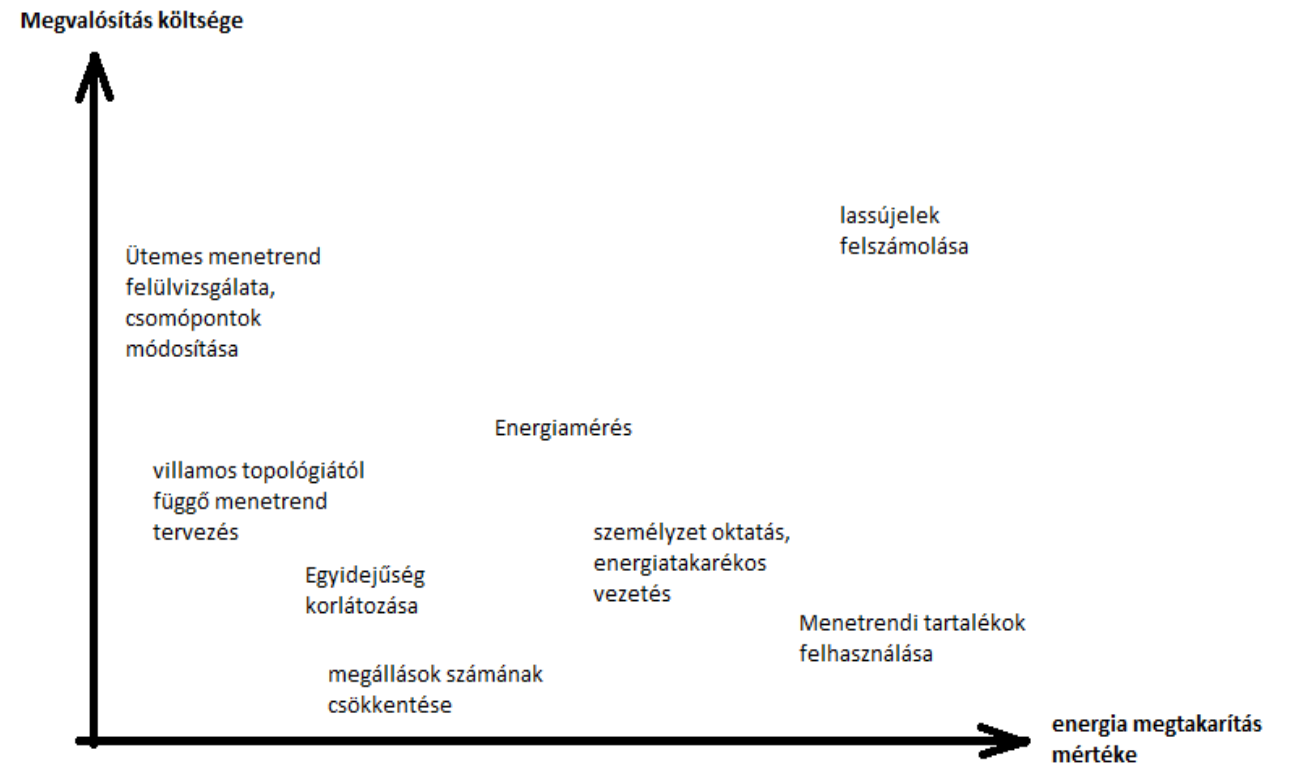 Megvalósítás költsége
lassújelek
felszámolása
Ütemes menetrend
felülvizsgálata,
csomópontok
módosítása
Energiamérés
villamos topológiától
függő menetrend
tervezés
személyzet oktatás,
energiatakarékos
vezetés
Egyidejűség
korlátozása
Menetrendi tartalékok
felhasználása
megállások számának
csökkentése
energia megtakarítás
mértéke